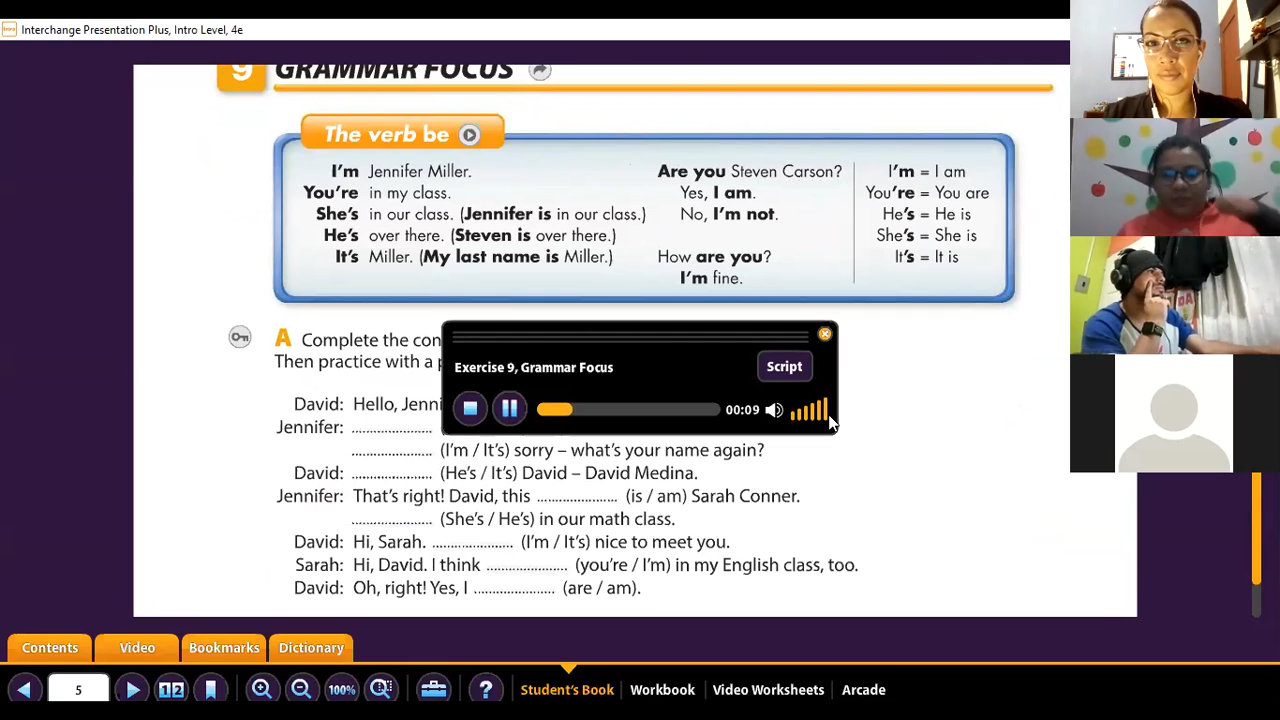 Interchange Presentation Plus, Intro Level, 4e
9 GRAMMAR FOCUS
The verb be
I'm Jennifer Miller.
You're in my class.
She's in our class. (Jennifer is in our class.)
He's over there. (Steven is over there.)
It's Miller. (My last name is Miller.)
Are you Steven Carson?
Yes, I am.
No, I'm not.
How are you?
I'm fine.
I'm = I am
You're = You are
He's = He is
She's = She is
It's = It is
A Complete the con
Then practice with a p
Exercise 9, Grammar Focus
Script
00:09
David: Hello, Jenni
Jennifer: ....................
.................... (I'm / It's) sorry – what's your name again?
David: .................... (He's / It's) David – David Medina.
Jennifer: That's right! David, this .................... (is / am) Sarah Conner.
.................... (She's / He's) in our math class.
David: Hi, Sarah. .................... (I'm / It's) nice to meet you.
Sarah: Hi, David. I think .................... (you're / I'm) in my English class, too.
David: Oh, right! Yes, I .................... (are / am).
Contents Video Bookmarks Dictionary
5 1 2 100% ? Student's Book Workbook Video Worksheets Arcade